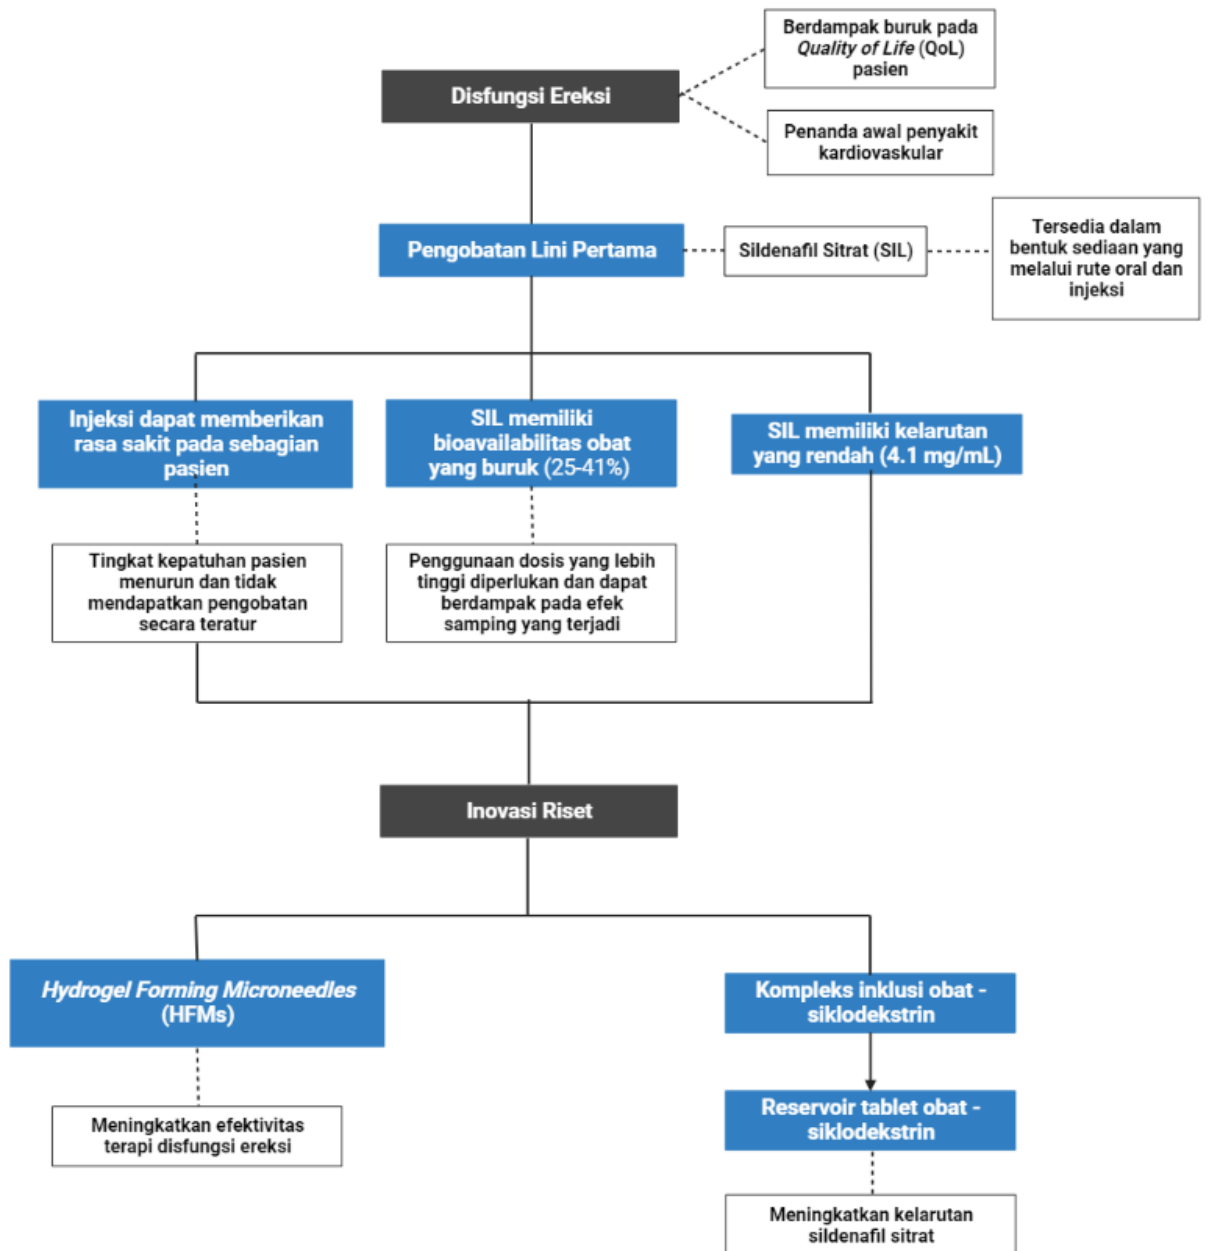 Berdampak buruk pada
Quality of Life (QoL)
pasien
Disfungsi Ereksi
Penanda awal penyakit
kardiovaskular
Pengobatan Lini Pertama
Sildenafil Sitrat (SIL)
Tersedia dalam
bentuk sediaan yang
melalui rute oral dan
injeksi
Injeksi dapat memberikan
rasa sakit pada sebagian
pasien
SIL memiliki
bioavailabilitas obat
yang buruk (25-41%)
SIL memiliki kelarutan
yang rendah (4.1 mg/mL)
Tingkat kepatuhan pasien
menurun dan tidak
mendapatkan pengobatan
secara teratur
Penggunaan dosis yang lebih
tinggi diperlukan dan dapat
berdampak pada efek
samping yang terjadi
Inovasi Riset
Hydrogel Forming Microneedles
(HFMs)
Kompleks inklusi obat -
siklodekstrin
Meningkatkan efektivitas
terapi disfungsi ereksi
Reservoir tablet obat -
siklodekstrin
Meningkatkan kelarutan
sildenafil sitrat